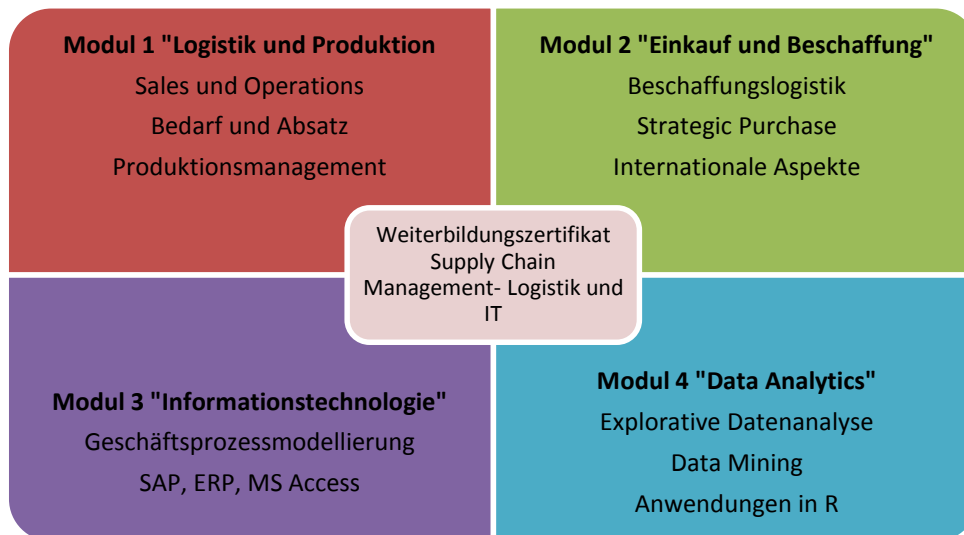 Modul 1 "Logistik und Produktion
Sales und Operations
Bedarf und Absatz
Produktionsmanagement
Modul 2 "Einkauf und Beschaffung"
Beschaffungslogistik
Strategic Purchase
Internationale Aspekte
Weiterbildungszertifikat
Supply Chain
Management- Logistik und
IT
Modul 3 "Informationstechnologie"
Geschäftsprozessmodellierung
SAP, ERP, MS Access
Modul 4 "Data Analytics"
Explorative Datenanalyse
Data Mining
Anwendungen in R